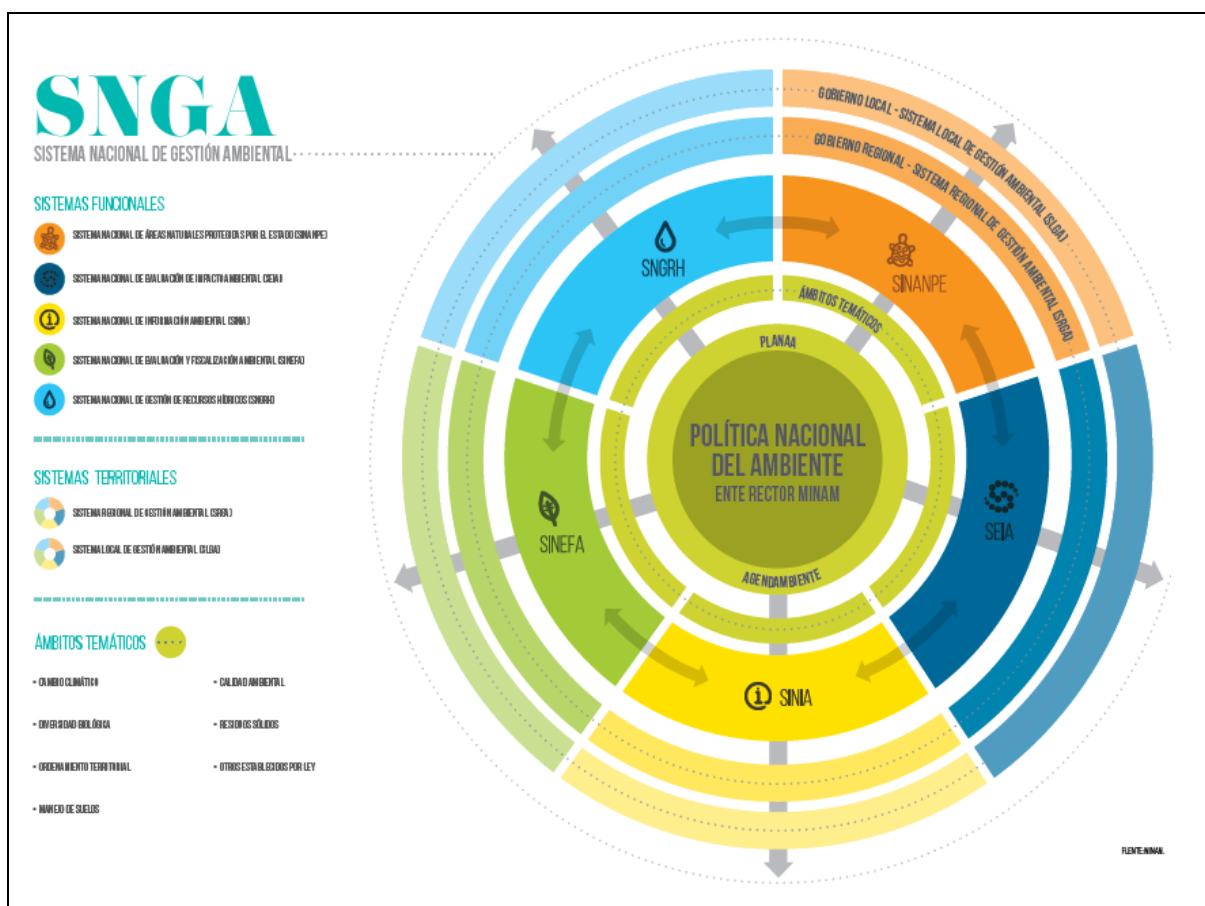 SNGA
SISTEMA NACIONAL DE GESTIÓN AMBIENTAL
SISTEMAS FUNCIONALES
SISTEMA NACIONAL DE ÁREAS NATURALES PROTEGIDAS POR EL ESTADO (SINANPE)
SISTEMA NACIONAL DE EVALUACIÓN DE IMPACTO AMBIENTAL (SEIA)
SISTEMA NACIONAL DE INFORMACIÓN AMBIENTAL (SINIA)
SISTEMA NACIONAL DE EVALUACIÓN Y FISCALIZACIÓN AMBIENTAL (SINEFA)
SISTEMA NACIONAL DE GESTIÓN DE RECURSOS HÍDRICOS (SNGRH)
SISTEMAS TERRITORIALES
SISTEMA REGIONAL DE GESTIÓN AMBIENTAL (SRGA)
SISTEMA LOCAL DE GESTIÓN AMBIENTAL (SLGA)
ÁMBITOS TEMÁTICOS
- CAMBIO CLIMÁTICO
- CALIDAD AMBIENTAL
- DIVERSIDAD BIOLÓGICA
- RESIDUOS SÓLIDOS
- ORDENAMIENTO TERRITORIAL
- OTROS ESTABLECIDOS POR LEY
- MANEJO DE SUELOS
GOBIERNO LOCAL - SISTEMA LOCAL DE GESTIÓN AMBIENTAL (SLGA)
GOBIERNO REGIONAL - SISTEMA REGIONAL DE GESTIÓN AMBIENTAL (SRGA)
SNGRH
SINANPE
ÁMBITOS TEMÁTICOS
PLANAA
POLÍTICA NACIONAL
DEL AMBIENTE
ENTE RECTOR MINAM
AGENDAMBIENTE
SINEFA
SEIA
SINIA
FUENTE: MINAM.